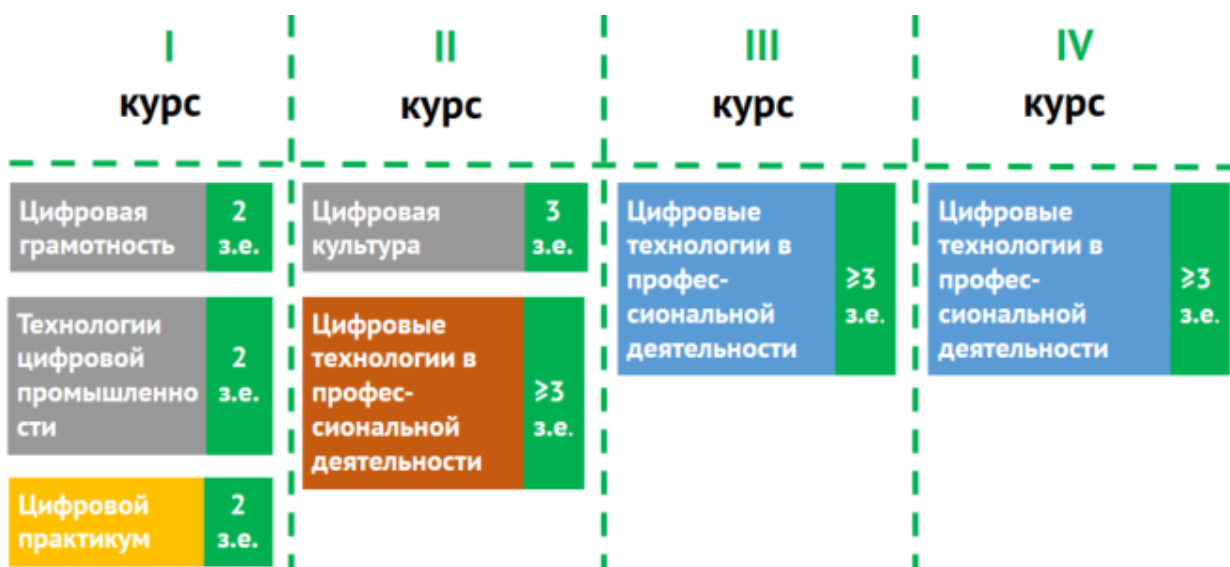 I
курс
II
курс
III
курс
IV
курс
Цифровая
грамотность
2
з.е.
Технологии
цифровой
промышленно
сти
2
з.е.
Цифровой
практикум
2
з.е.
Цифровая
культура
3
з.е.
Цифровые
технологии в
профес-
сиональной
деятельности
⩾3
з.е.
Цифровые
технологии в
профес-
сиональной
деятельности
⩾3
з.е.
Цифровые
технологии в
профес-
сиональной
деятельности
⩾3
з.е.